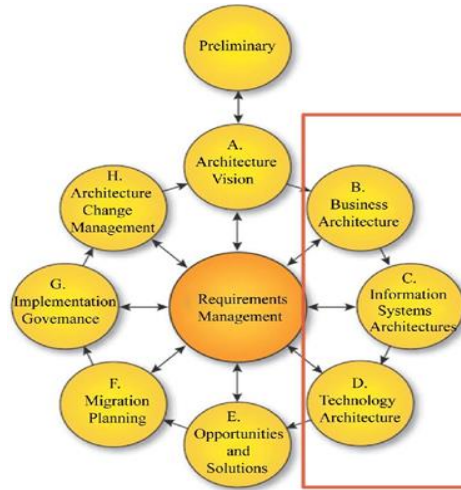 Preliminary
A.
Architecture
Vision
B.
Business
Architecture
C.
Information
Systems
Architectures
D.
Technology
Architecture
E.
Opportunities
and
Solutions
F.
Migration
Planning
G.
Implementation
Governance
H.
Architecture
Change
Management
Requirements
Management